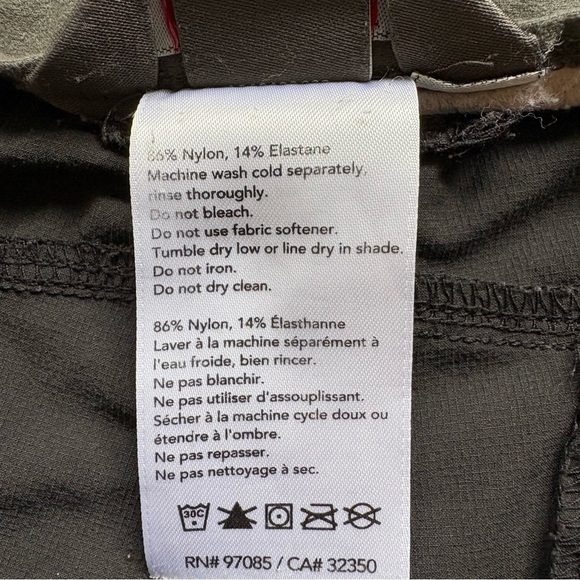 86% Nylon, 14% Elastane
Machine wash cold separately,
rinse thoroughly.
Do not bleach.
Do not use fabric softener.
Tumble dry low or line dry in shade.
Do not iron.
Do not dry clean.
86% Nylon, 14% Élasthanne
Laver à la machine séparément à
l'eau froide, bien rincer.
Ne pas blanchir.
Ne pas utiliser d'assouplissant.
Sécher à la machine cycle doux ou
étendre à l'ombre.
Ne pas repasser.
Ne pas nettoyage à sec.
30C
RN# 97085 / CA# 32350